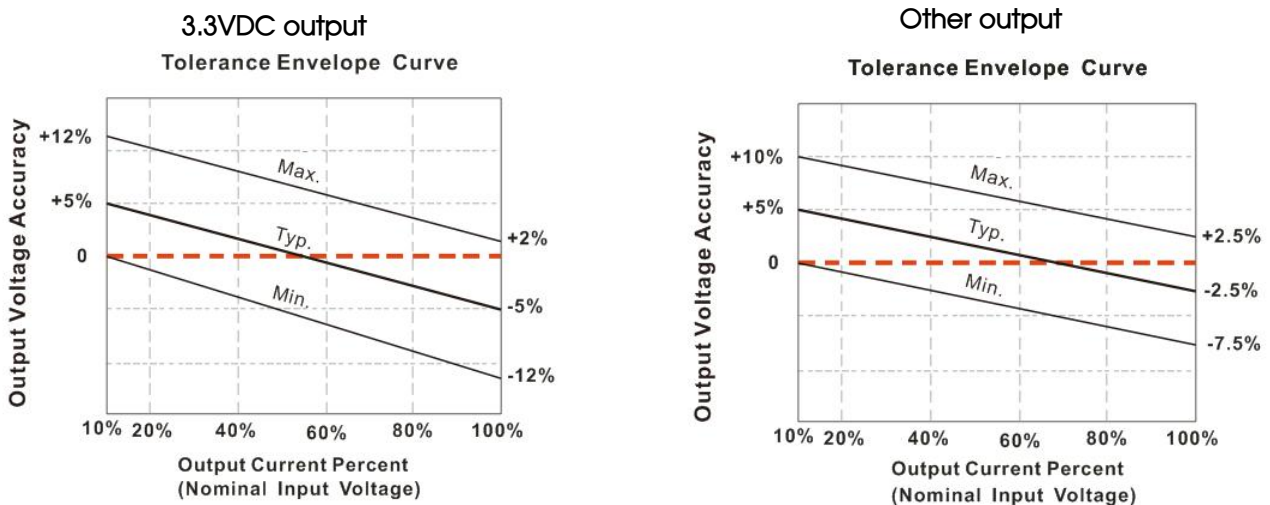 3.3VDC output
Tolerance Envelope Curve
Output Voltage Accuracy
+12%
+5%
0
Max.
Typ.
Min.
+2%
-5%
-12%
10% 20% 40% 60% 80% 100%
Output Current Percent
(Nominal Input Voltage)
Other output
Tolerance Envelope Curve
Output Voltage Accuracy
+10%
+5%
0
Max.
Typ.
Min.
+2.5%
-2.5%
-7.5%
10% 20% 40% 60% 80% 100%
Output Current Percent
(Nominal Input Voltage)